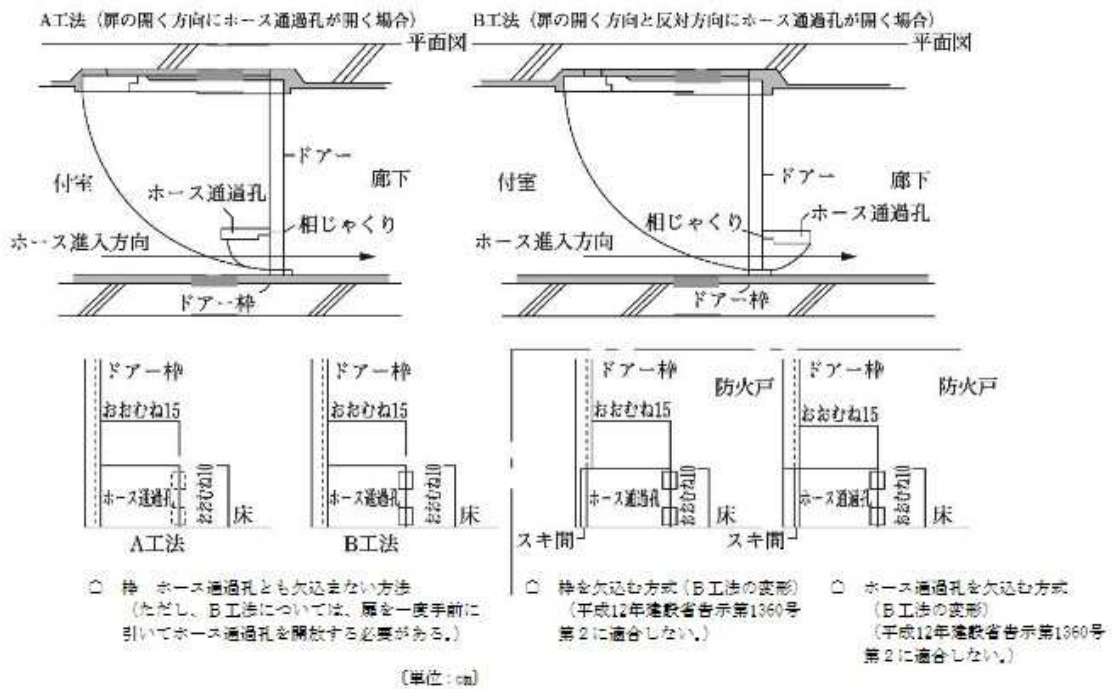 A工法（扉の開く方向にホース通過孔が開く場合）
平面図
ドアー
付室
廊下
ホース通過孔
相じゃくり
ホース進入方向
ドアー枠
B工法（扉の開く方向と反対方向にホース通過孔が開く場合）
平面図
付室
ドアー
廊下
相じゃくり
ホース通過孔
ホース進入方向
ドアー枠
ドアー枠
おおむね15
ホース通過孔
おおむね10
床
A工法
ドアー枠
おおむね15
ホース通過孔
おおむね10
床
B工法
○ 枠 ホース通過孔とも欠込まない方法
（ただし、B工法については、扉を一度手前に
引いてホース通過孔を開放する必要がある。）
〔単位：cm〕
ドアー枠
防火戸
おおむね15
ホース通過孔
おおむね10
床
スキ間
○ 枠を欠込む方式（B工法の変形）
（平成12年建設省告示第1360号
第２に適合しない。）
ドアー枠
防火戸
おおむね15
ホース通過孔
おおむね10
床
スキ間
○ ホース通過孔を欠込む方式
（B工法の変形）
（平成12年建設省告示第1360号
第２に適合しない。）